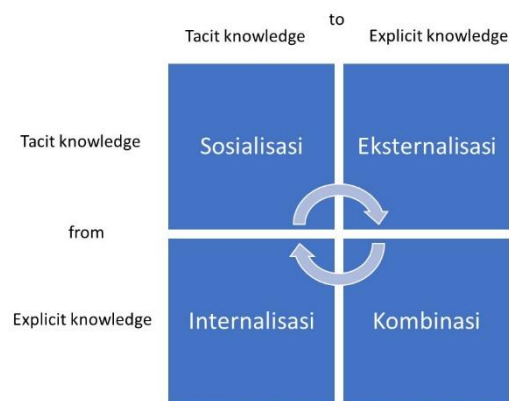 to
Tacit knowledge
Explicit knowledge
Tacit knowledge
Sosialisasi
Eksternalisasi
from
Explicit knowledge
Internalisasi
Kombinasi